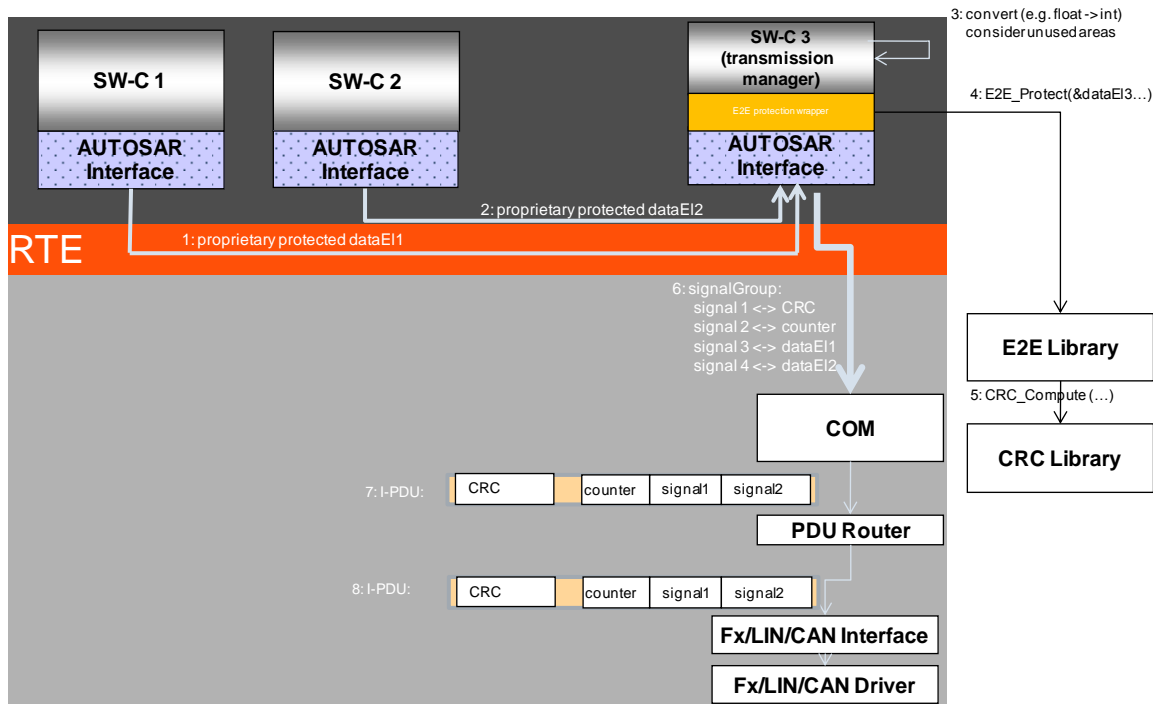 3: convert (e.g. float -> int)
consider unused areas
SW-C 1
SW-C 2
SW-C 3
(transmission
manager)
E2E protection wrapper
4: E2E_Protect(&dataEl3…)
AUTOSAR
Interface
AUTOSAR
Interface
AUTOSAR
Interface
2: proprietary protected dataEl2
1: proprietary protected dataEl1
RTE
6: signalGroup:
signal 1 <-> CRC
signal 2 <-> counter
signal 3 <-> dataEl1
signal 4 <-> dataEl2
E2E Library
5: CRC_Compute (…)
CRC Library
COM
7: I-PDU:
CRC
counter
signal1
signal2
PDU Router
8: I-PDU:
CRC
counter
signal1
signal2
Fx/LIN/CAN Interface
Fx/LIN/CAN Driver